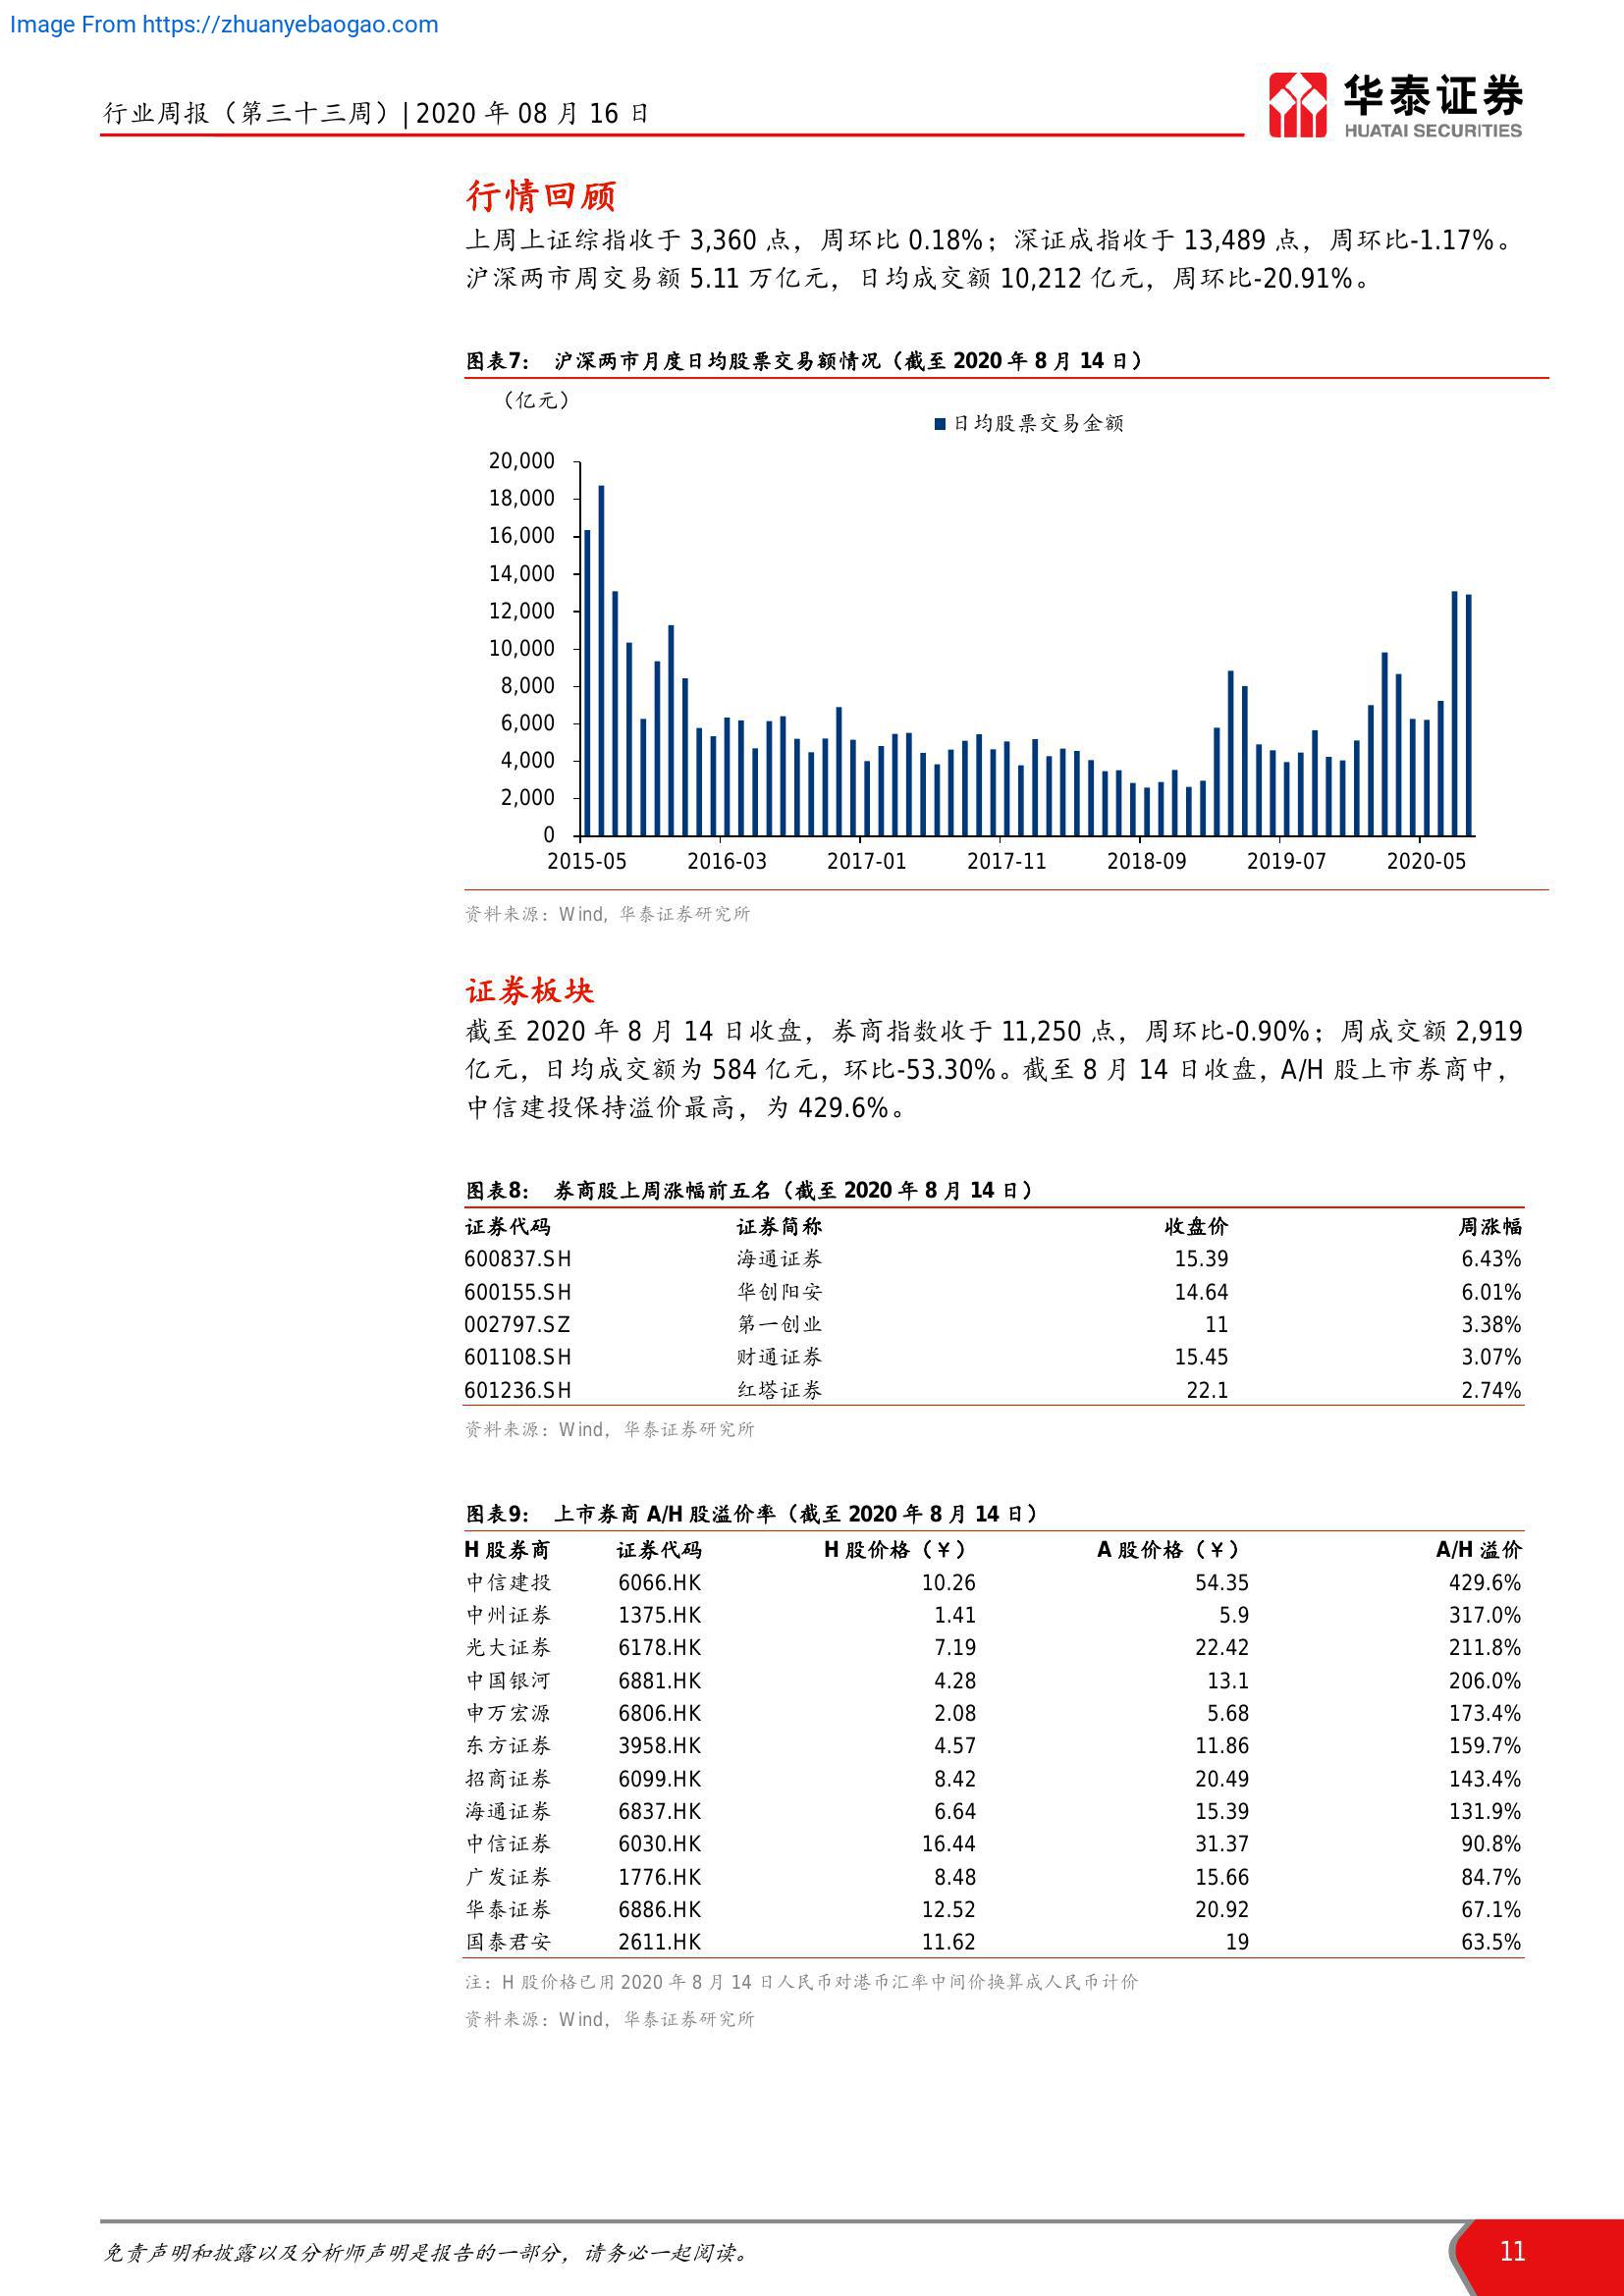 Image From https://zhuanyebaogao.com
行业周报（第三十三周）| 2020 年 08 月 16 日
华泰证券
HUATAI SECURITIES
行情回顾
上周上证综指收于 3,360 点，周环比 0.18%；深证成指收于 13,489 点，周环比-1.17%。
沪深两市周交易额 5.11 万亿元，日均成交额 10,212 亿元，周环比-20.91%。
图表7： 沪深两市月度日均股票交易额情况（截至 2020 年 8 月 14 日）
（亿元）
日均股票交易金额
20,000
18,000
16,000
14,000
12,000
10,000
8,000
6,000
4,000
2,000
0
2015-05 2016-03 2017-01 2017-11 2018-09 2019-07 2020-05
资料来源：Wind, 华泰证券研究所
证券板块
截至 2020 年 8 月 14 日收盘，券商指数收于 11,250 点，周环比-0.90%；周成交额 2,919
亿元，日均成交额为 584 亿元，环比-53.30%。截至 8 月 14 日收盘，A/H 股上市券商中，
中信建投保持溢价最高，为 429.6%。
图表8： 券商股上周涨幅前五名（截至 2020 年 8 月 14 日）
证券代码 证券简称 收盘价 周涨幅
600837.SH 海通证券 15.39 6.43%
600155.SH 华创阳安 14.64 6.01%
002797.SZ 第一创业 11 3.38%
601108.SH 财通证券 15.45 3.07%
601236.SH 红塔证券 22.1 2.74%
资料来源：Wind，华泰证券研究所
图表9： 上市券商 A/H 股溢价率（截至 2020 年 8 月 14 日）
H 股券商 证券代码 H 股价格（¥） A 股价格（¥） A/H 溢价
中信建投 6066.HK 10.26 54.35 429.6%
中州证券 1375.HK 1.41 5.9 317.0%
光大证券 6178.HK 7.19 22.42 211.8%
中国银河 6881.HK 4.28 13.1 206.0%
申万宏源 6806.HK 2.08 5.68 173.4%
东方证券 3958.HK 4.57 11.86 159.7%
招商证券 6099.HK 8.42 20.49 143.4%
海通证券 6837.HK 6.64 15.39 131.9%
中信证券 6030.HK 16.44 31.37 90.8%
广发证券 1776.HK 8.48 15.66 84.7%
华泰证券 6886.HK 12.52 20.92 67.1%
国泰君安 2611.HK 11.62 19 63.5%
注：H 股价格已用 2020 年 8 月 14 日人民币对港币汇率中间价换算成人民币计价
资料来源：Wind，华泰证券研究所
免责声明和披露以及分析师声明是报告的一部分，请务必一起阅读。
11